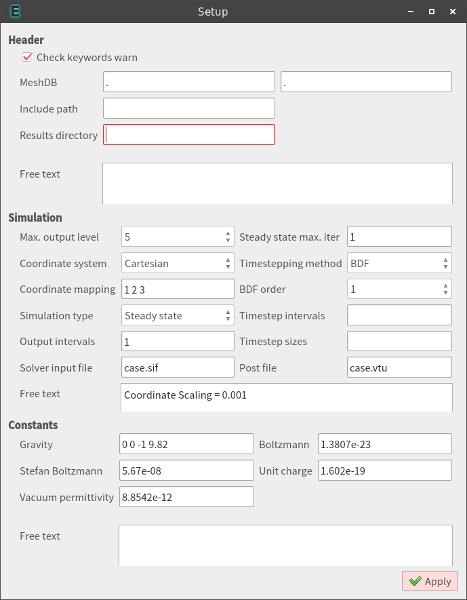 Setup
Header
Check keywords warn
MeshDB . .
Include path
Results directory
Free text
Simulation
Max. output level 5 Steady state max. iter 1
Coordinate system Cartesian Timestepping method BDF
Coordinate mapping 1 2 3 BDF order 1
Simulation type Steady state Timestep intervals
Output intervals 1 Timestep sizes
Solver input file case.sif Post file case.vtu
Free text Coordinate Scaling = 0.001
Constants
Gravity 0 0 -1 9.82 Boltzmann 1.3807e-23
Stefan Boltzmann 5.67e-08 Unit charge 1.602e-19
Vacuum permittivity 8.8542e-12
Free text
Apply